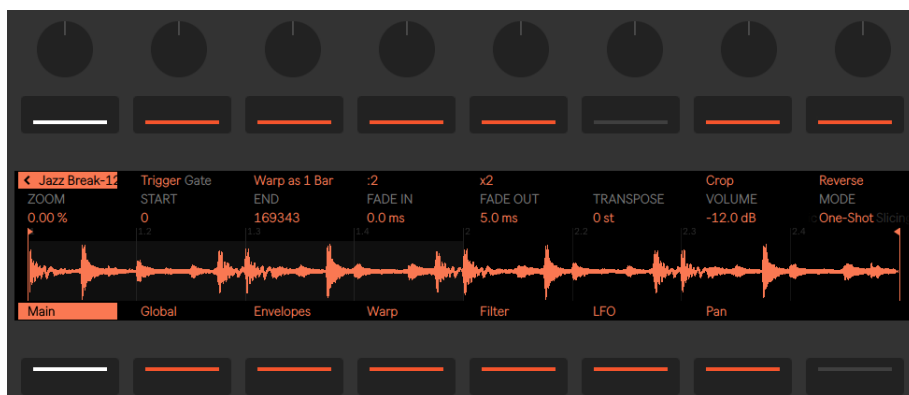 < Jazz Break-12 Trigger Gate Warp as 1 Bar :2 x2 Crop Reverse
ZOOM START END FADE IN FADE OUT TRANSPOSE VOLUME MODE
0.00 % 0 169343 0.0 ms 5.0 ms 0 st -12.0 dB One-Shot Slicin
1.2 1.3 1.4 2 2.2 2.3 2.4
Main Global Envelopes Warp Filter LFO Pan